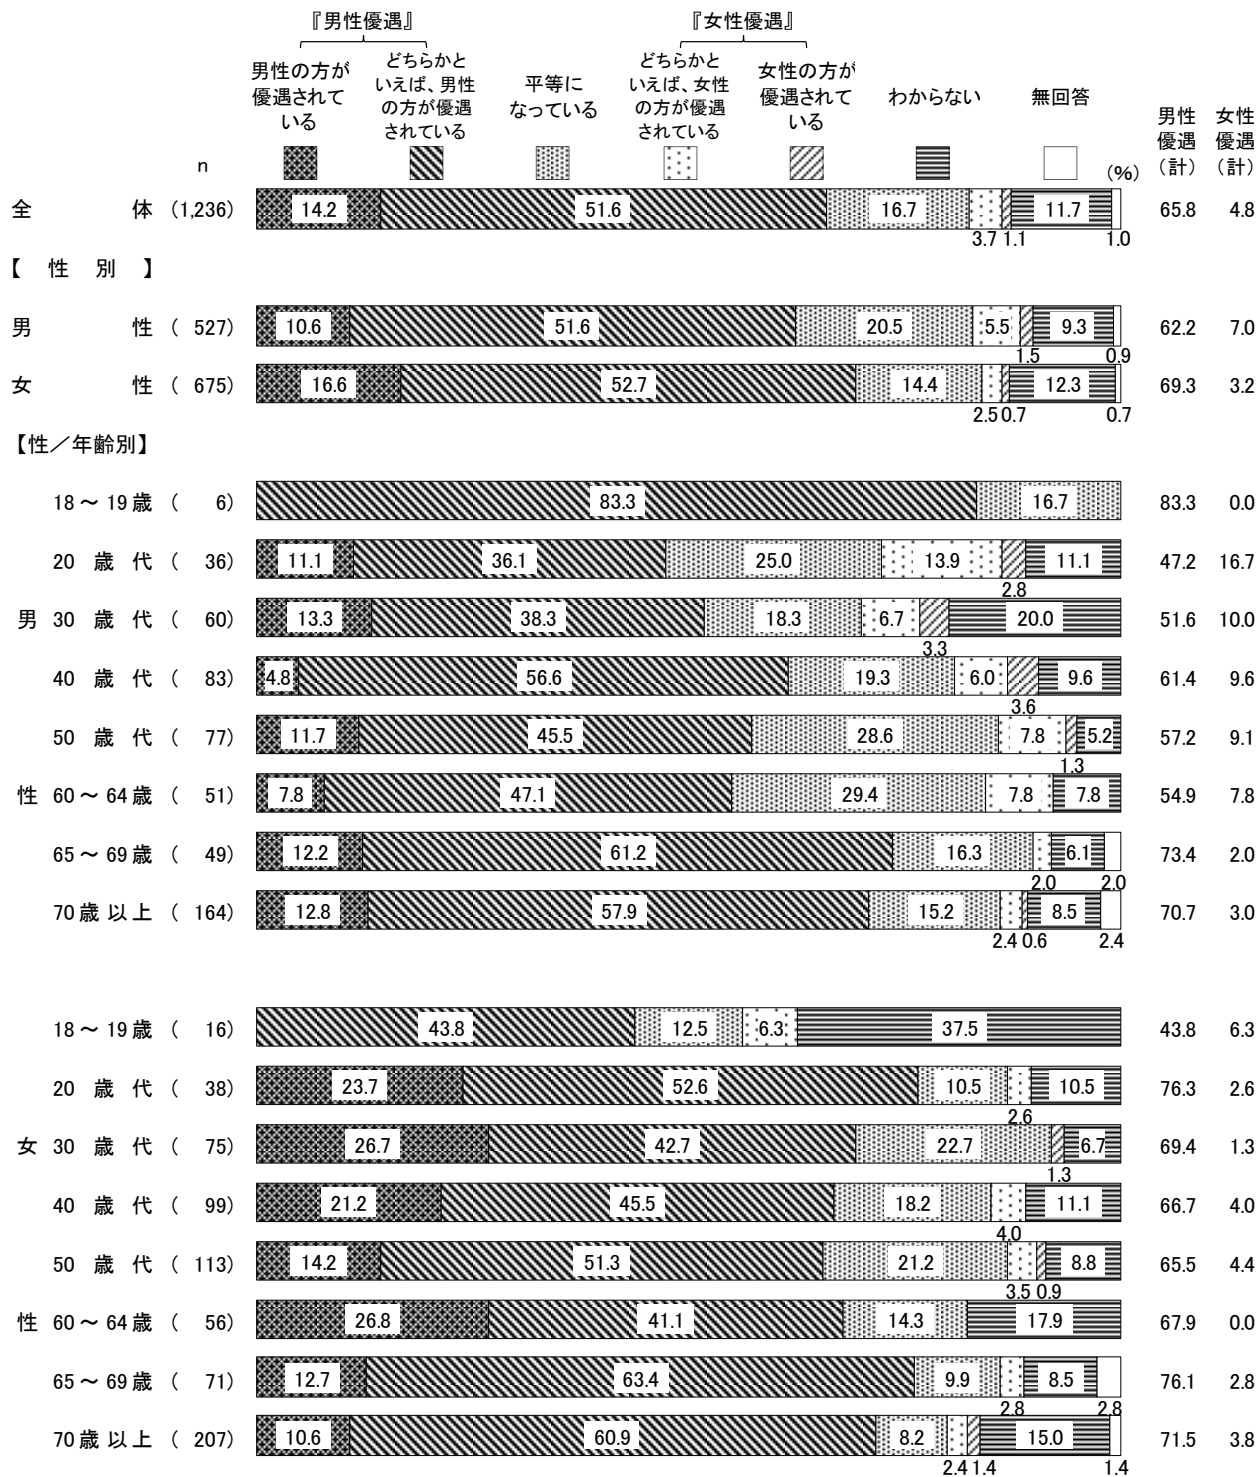 『男性優遇』 『女性優遇』
男性の方が優遇されている
どちらかといえば、男性の方が優遇されている
平等になっている
どちらかといえば、女性の方が優遇されている
女性の方が優遇されている
わからない
無回答
男性優遇（計） 女性優遇（計）
n (%)
全体 (1,236) 14.2 51.6 16.7 3.7 1.1 11.7 1.0 65.8 4.8
【性別】
男性 ( 527) 10.6 51.6 20.5 5.5 1.5 9.3 0.9 62.2 7.0
女性 ( 675) 16.6 52.7 14.4 2.5 0.7 12.3 0.7 69.3 3.2
【性／年齢別】
18～19歳 ( 6) 83.3 16.7 83.3 0.0
20歳代 ( 36) 11.1 36.1 25.0 13.9 2.8 11.1 47.2 16.7
男 30歳代 ( 60) 13.3 38.3 18.3 6.7 3.3 20.0 51.6 10.0
40歳代 ( 83) 4.8 56.6 19.3 6.0 3.6 9.6 61.4 9.6
50歳代 ( 77) 11.7 45.5 28.6 7.8 1.3 5.2 57.2 9.1
性 60～64歳 ( 51) 7.8 47.1 29.4 7.8 7.8 54.9 7.8
65～69歳 ( 49) 12.2 61.2 16.3 2.0 6.1 2.0 73.4 2.0
70歳以上 ( 164) 12.8 57.9 15.2 2.4 0.6 8.5 2.4 70.7 3.0
18～19歳 ( 16) 43.8 12.5 6.3 37.5 43.8 6.3
20歳代 ( 38) 23.7 52.6 10.5 2.6 10.5 76.3 2.6
女 30歳代 ( 75) 26.7 42.7 22.7 1.3 6.7 69.4 1.3
40歳代 ( 99) 21.2 45.5 18.2 4.0 11.1 66.7 4.0
50歳代 ( 113) 14.2 51.3 21.2 3.5 0.9 8.8 65.5 4.4
性 60～64歳 ( 56) 26.8 41.1 14.3 17.9 67.9 0.0
65～69歳 ( 71) 12.7 63.4 9.9 2.8 8.5 2.8 76.1 2.8
70歳以上 ( 207) 10.6 60.9 8.2 2.4 1.4 15.0 1.4 71.5 3.8